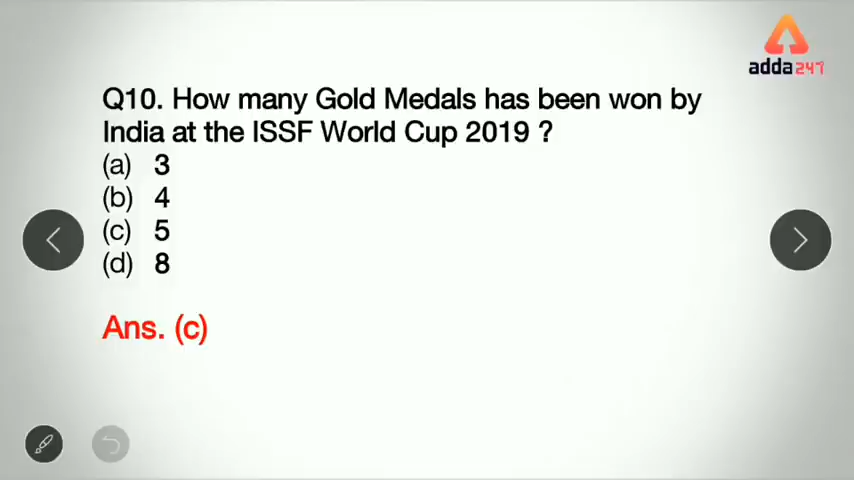 adda247
Q10. How many Gold Medals has been won by
India at the ISSF World Cup 2019 ?
(a) 3
(b) 4
(c) 5
(d) 8
Ans. (c)